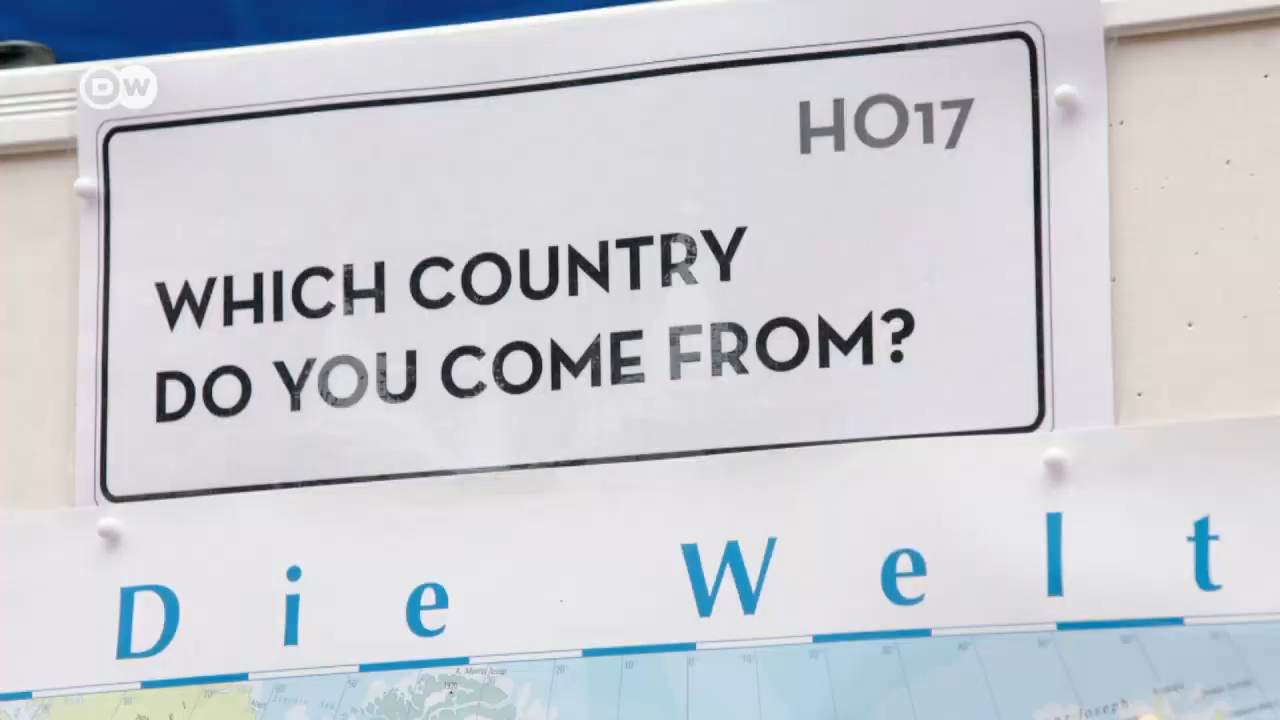 DW
HO17
WHICH COUNTRY
DO YOU COME FROM?
Die Welt